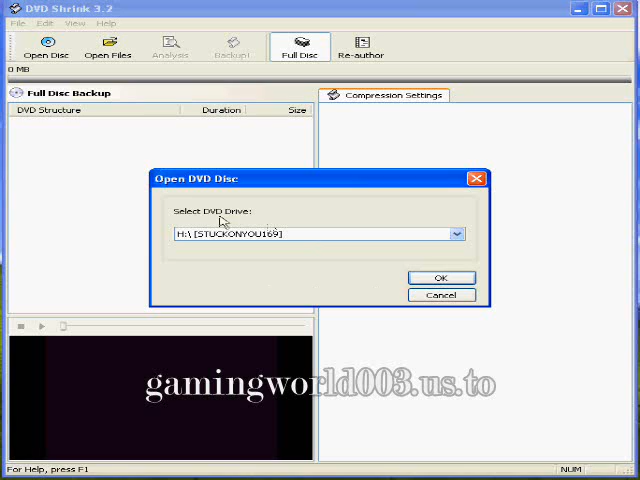 DVD Shrink 3.2
File Edit View Help
Open Disc Open Files Analysis Backup! Full Disc Re-author
0 MB
Full Disc Backup Compression Settings
DVD Structure Duration Size
Open DVD Disc
Select DVD Drive:
H:\ [STUCKONYOU169]
OK
Cancel
gamingworld003.us.to
For Help, press F1 NUM